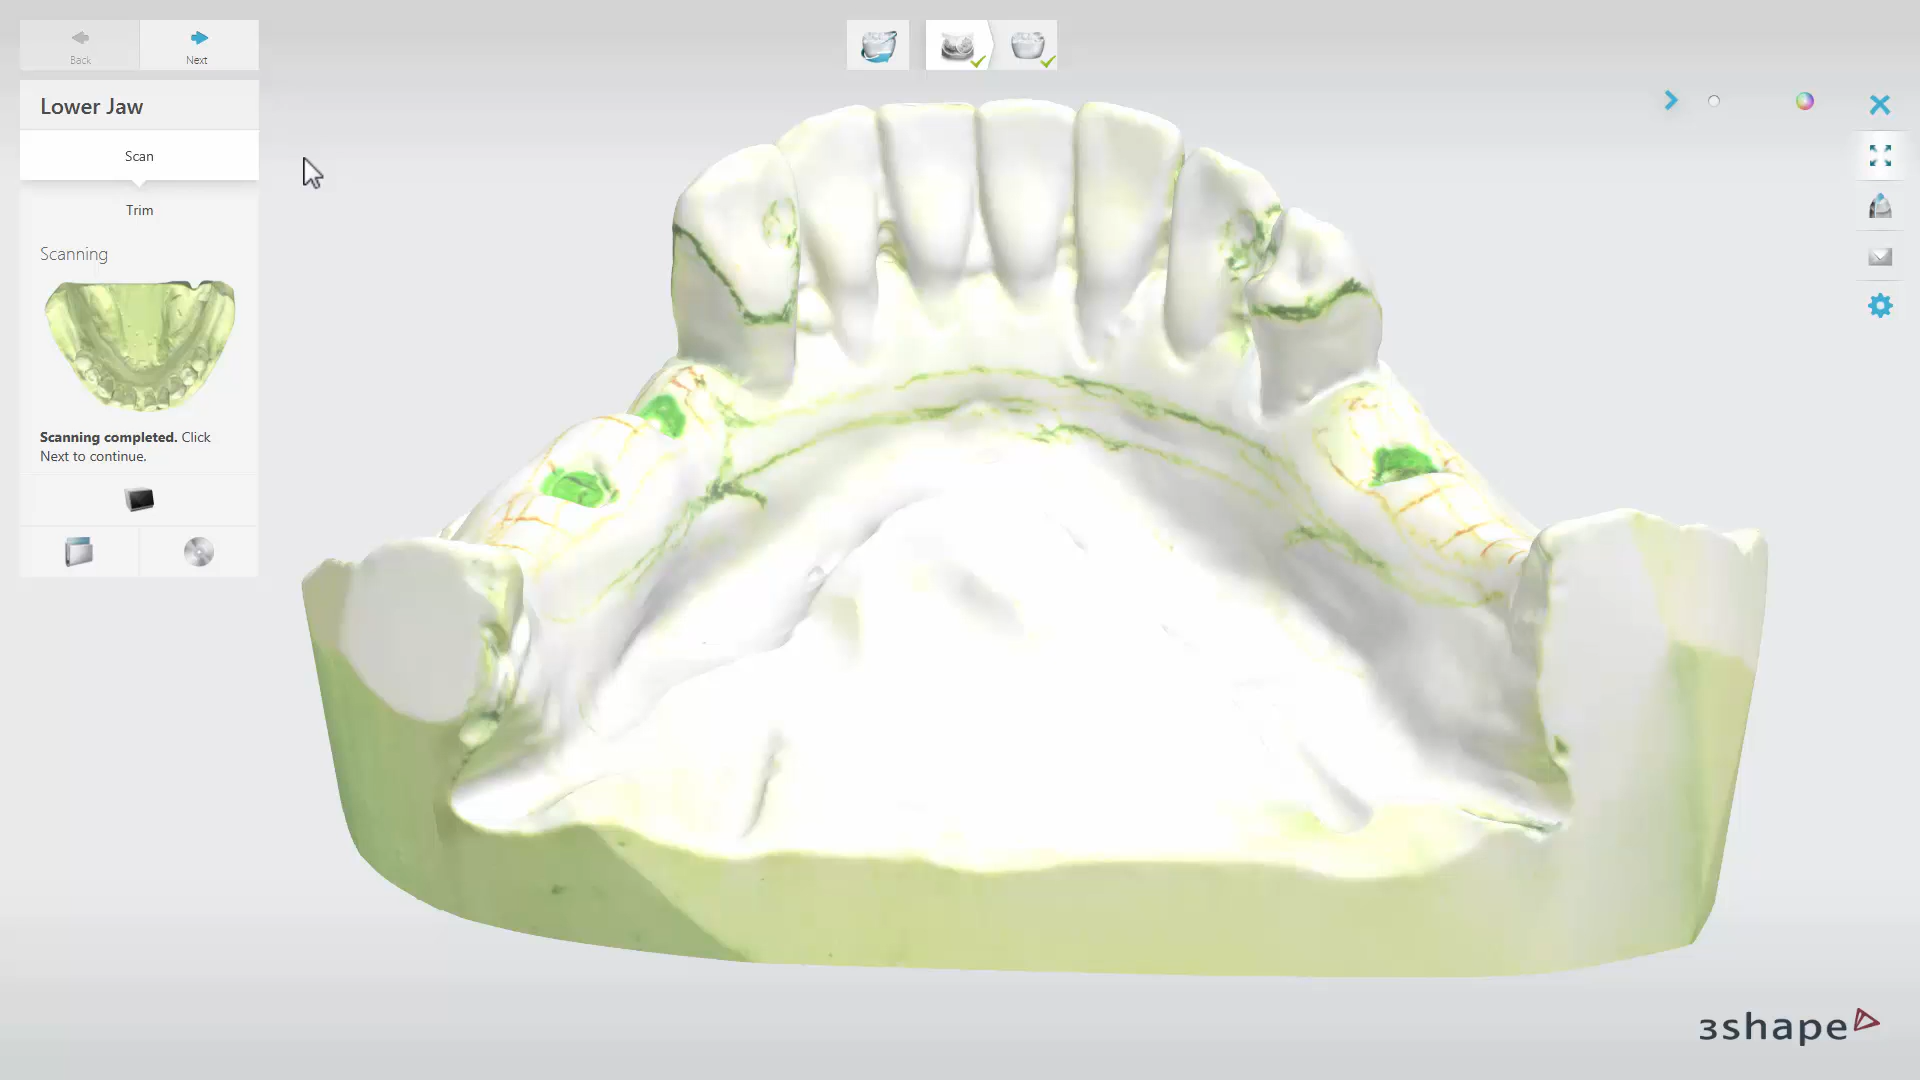 Back
Next
Lower Jaw
Scan
Trim
Scanning
Scanning completed. Click
Next to continue.
3shape